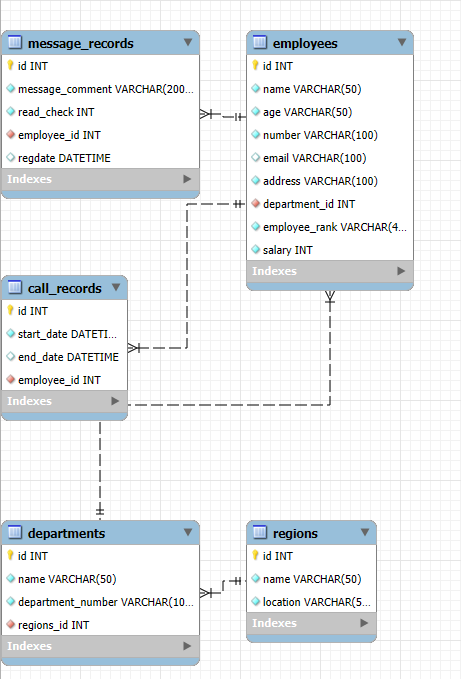 message_records
id INT
message_comment VARCHAR(200...
read_check INT
employee_id INT
regdate DATETIME
Indexes
employees
id INT
name VARCHAR(50)
age VARCHAR(50)
number VARCHAR(100)
email VARCHAR(100)
address VARCHAR(100)
department_id INT
employee_rank VARCHAR(4...
salary INT
Indexes
call_records
id INT
start_date DATETI...
end_date DATETIME
employee_id INT
Indexes
departments
id INT
name VARCHAR(50)
department_number VARCHAR(10...
regions_id INT
Indexes
regions
id INT
name VARCHAR(50)
location VARCHAR(5...
Indexes